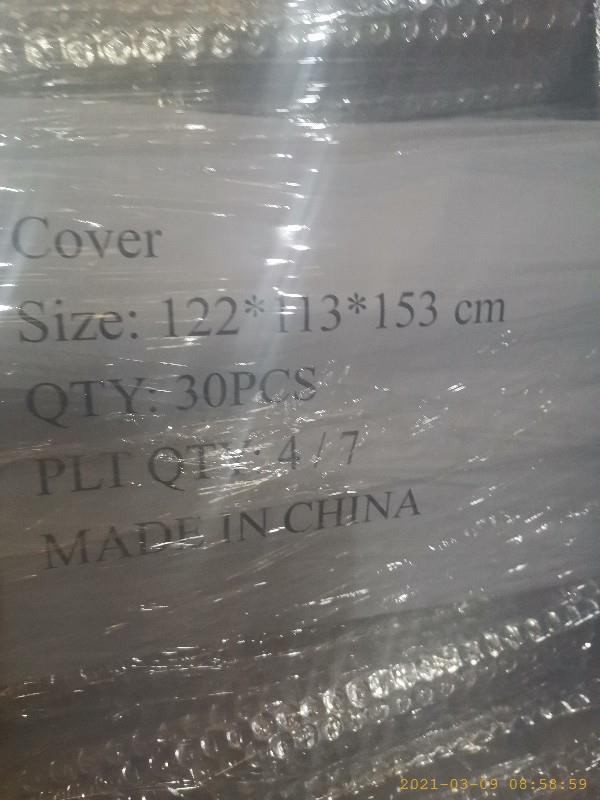 Cover
Size: 122*113*153 cm
QTY: 30PCS
PLT QTY: 4 / 7
MADE IN CHINA
2021-03-09 08:58:59